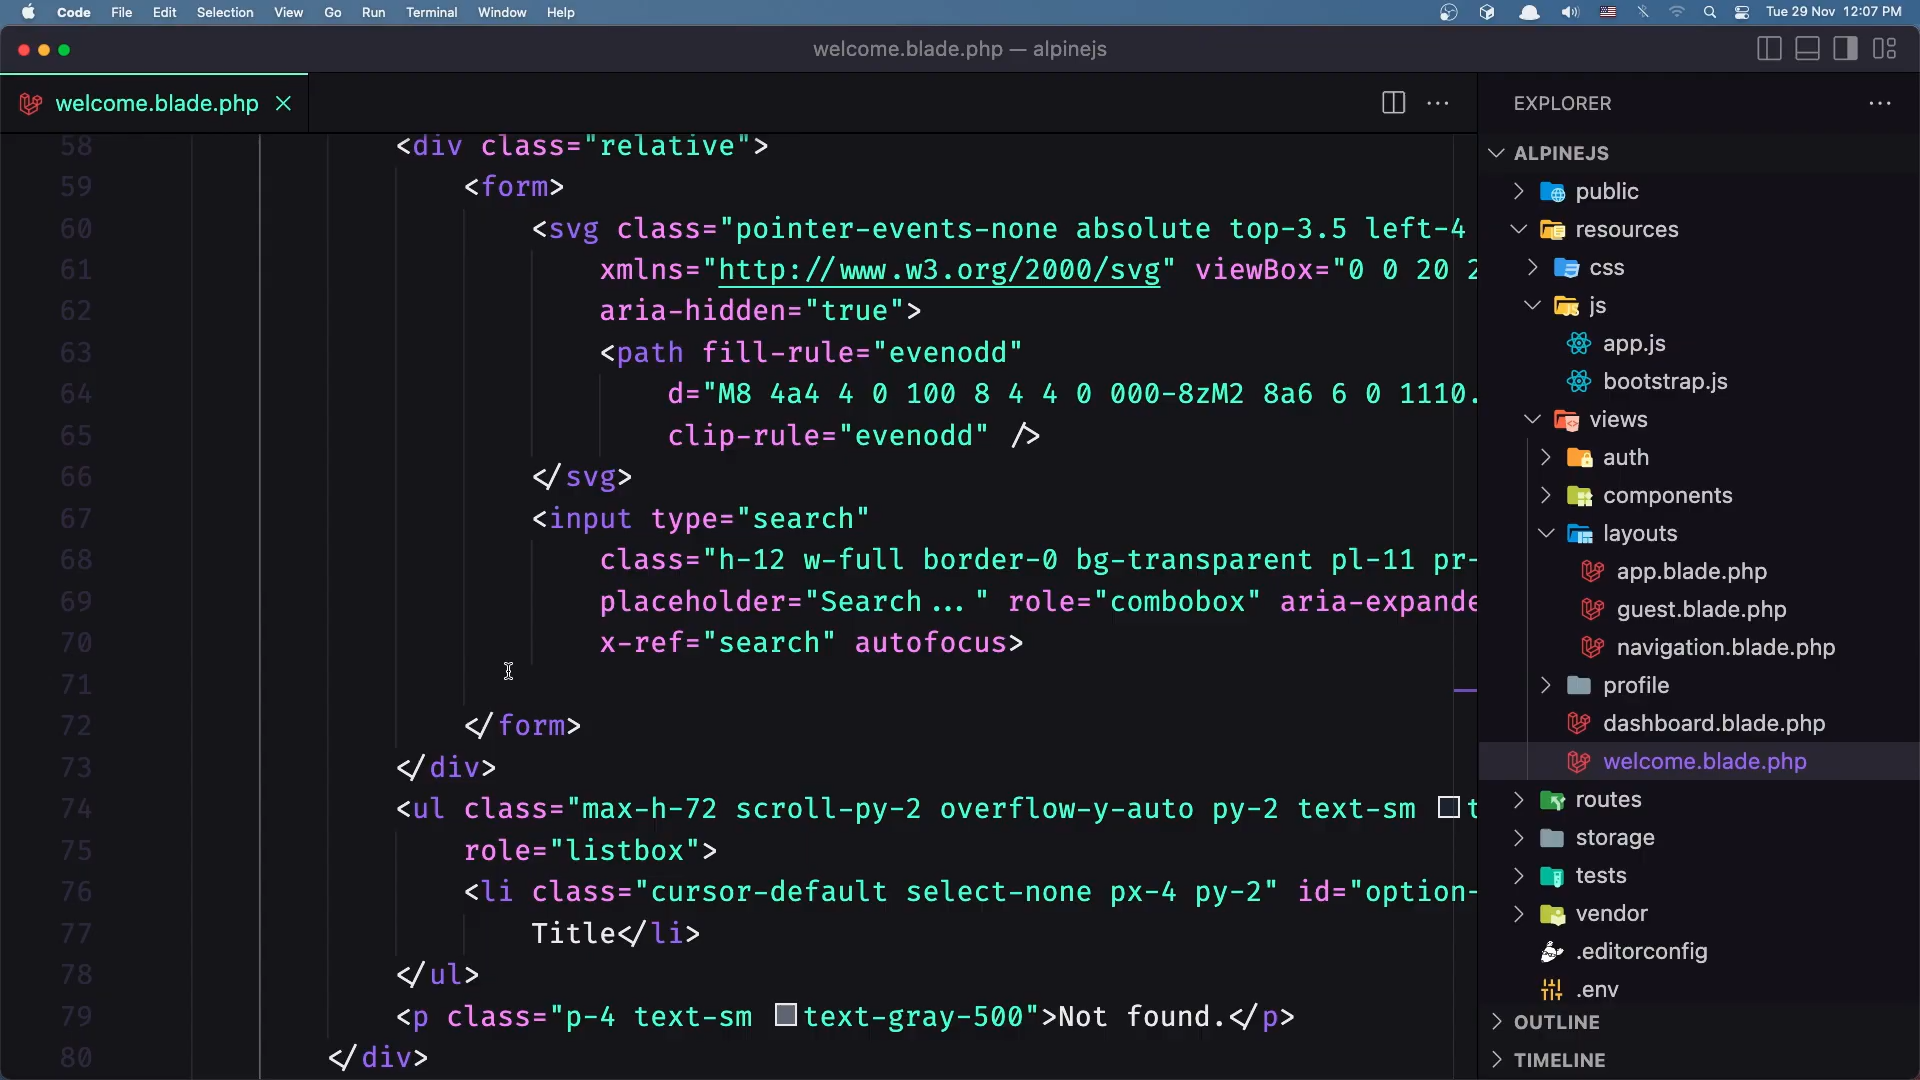 Code File Edit Selection View Go Run Terminal Window Help Tue 29 Nov 12:07 PM
welcome.blade.php — alpinejs
welcome.blade.php
58 <div class="relative">
59 <form>
60 <svg class="pointer-events-none absolute top-3.5 left-4
61 xmlns="http://www.w3.org/2000/svg" viewBox="0 0 20 2
62 aria-hidden="true">
63 <path fill-rule="evenodd"
64 d="M8 4a4 4 0 100 8 4 4 0 000-8zM2 8a6 6 0 1110.
65 clip-rule="evenodd" />
66 </svg>
67 <input type="search"
68 class="h-12 w-full border-0 bg-transparent pl-11 pr-
69 placeholder="Search..." role="combobox" aria-expande
70 x-ref="search" autofocus>
71
72 </form>
73 </div>
74 <ul class="max-h-72 scroll-py-2 overflow-y-auto py-2 text-sm t
75 role="listbox">
76 <li class="cursor-default select-none px-4 py-2" id="option-
77 Title</li>
78 </ul>
79 <p class="p-4 text-sm text-gray-500">Not found.</p>
80 </div>
EXPLORER
ALPINEJS
public
resources
css
js
app.js
bootstrap.js
views
auth
components
layouts
app.blade.php
guest.blade.php
navigation.blade.php
profile
dashboard.blade.php
welcome.blade.php
routes
storage
tests
vendor
.editorconfig
.env
OUTLINE
TIMELINE